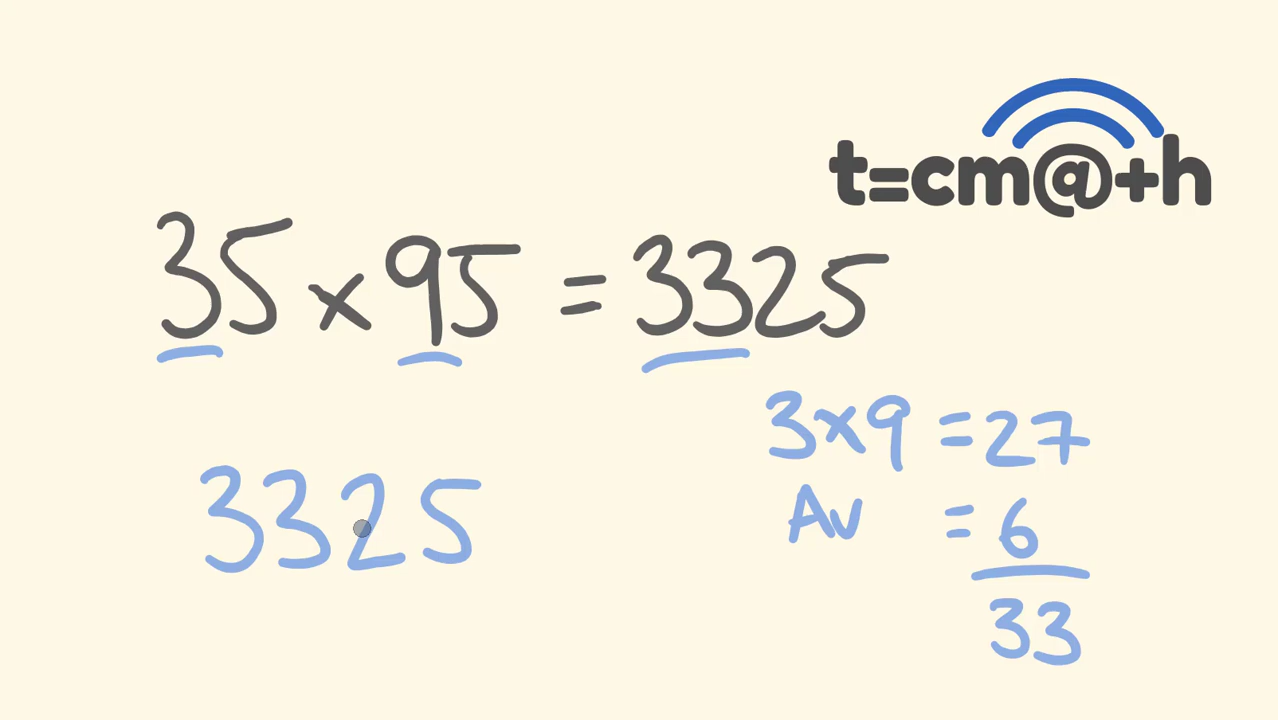 t=cm@+h
35 × 95 = 3325
3×9 = 27
Av = 6
33
3325